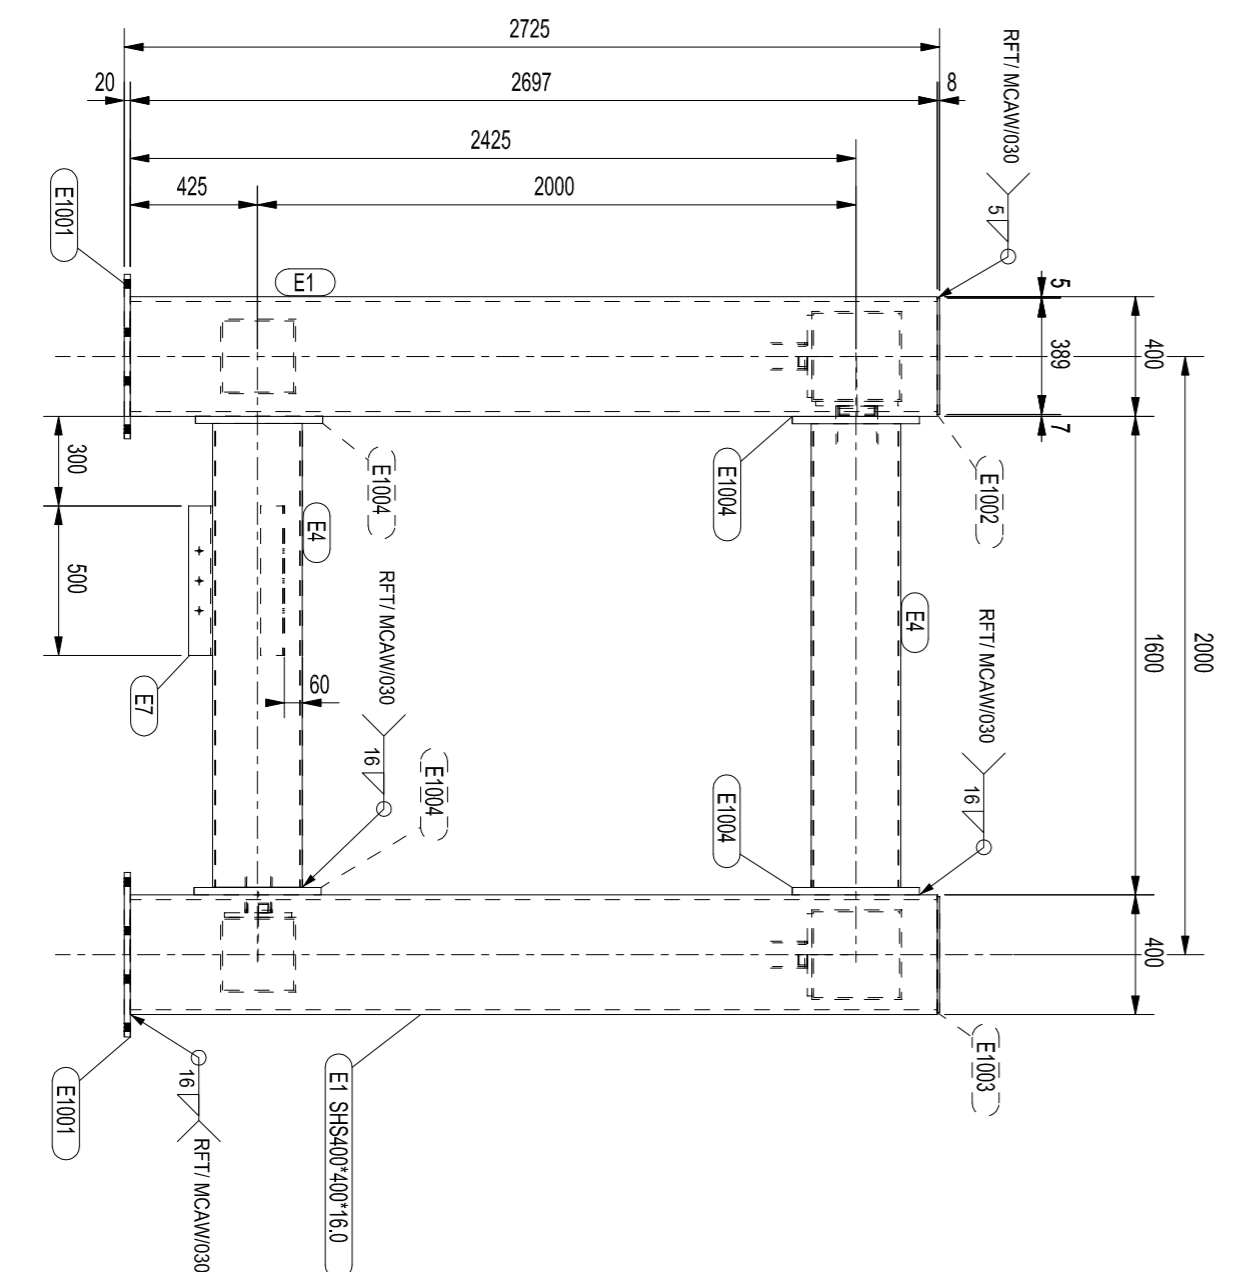 2725
20
2697
8
2425
425
2000
RFT/ MCAW/030
5
E1001
E1
5
389
400
7
300
E1004
E1004
E1002
E4
500
RFT/ MCAW/030
E4
RFT/ MCAW/030
1600
2000
60
E7
16
E1004
16
E1004
400
E1003
16
E1001
E1 SHS400*400*16.0
RFT/ MCAW/030